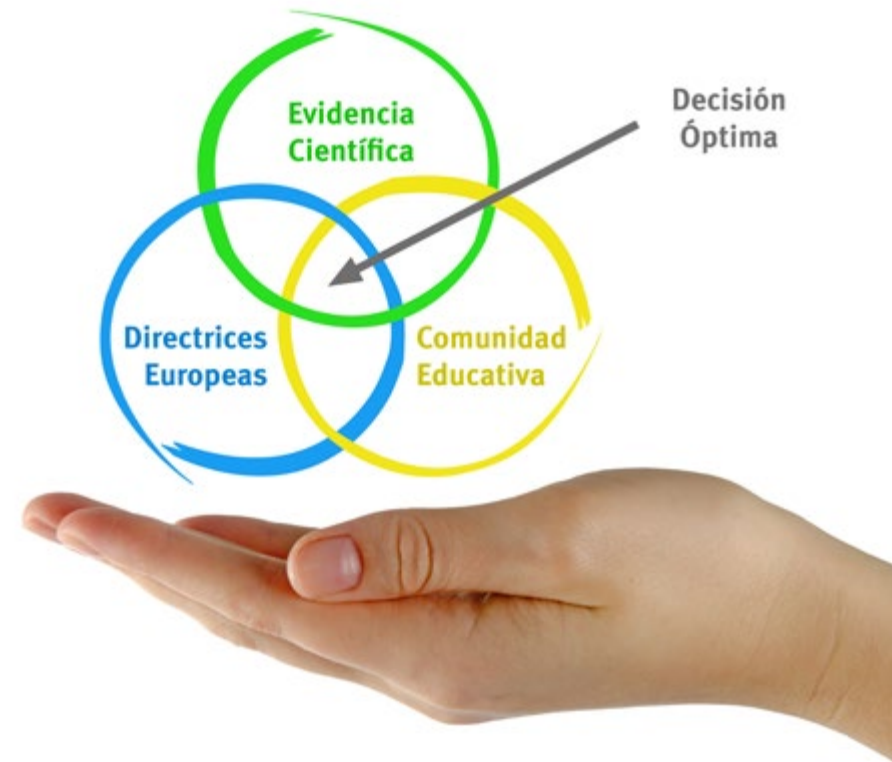 Evidencia
Científica
Decisión
Óptima
Directrices
Europeas
Comunidad
Educativa